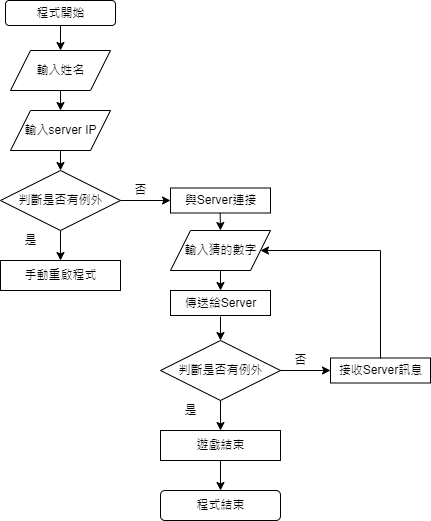 程式開始
輸入姓名
輸入server IP
判斷是否有例外
否
是
手動重啟程式
與Server連接
輸入猜的數字
傳送給Server
判斷是否有例外
否
接收Server訊息
是
遊戲結束
程式結束